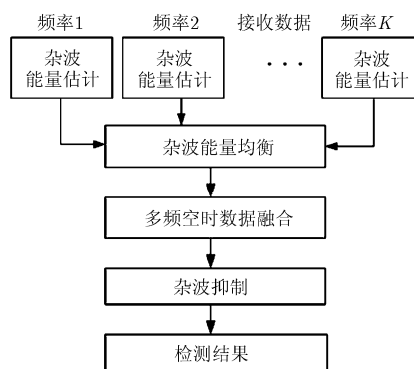 频率1 频率2 接收数据 频率K
杂波
能量估计
杂波
能量估计
···
杂波
能量估计
杂波能量均衡
多频空时数据融合
杂波抑制
检测结果